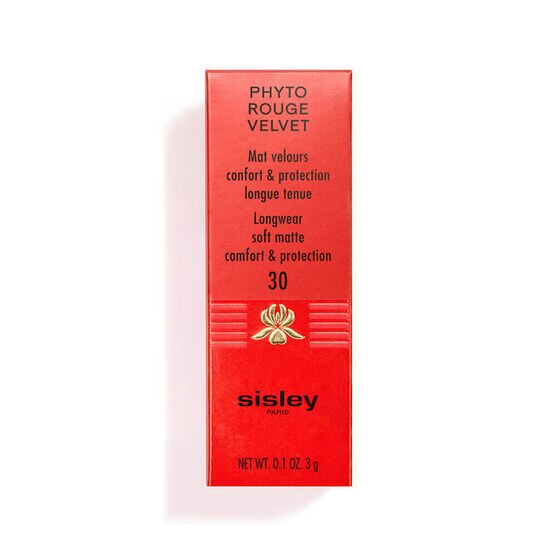 PHYTO
ROUGE
VELVET
Mat velours
confort & protection
longue tenue
Longwear
soft matte
comfort & protection
30
sisley
PARIS
NET WT. 0.1 OZ. 3 g